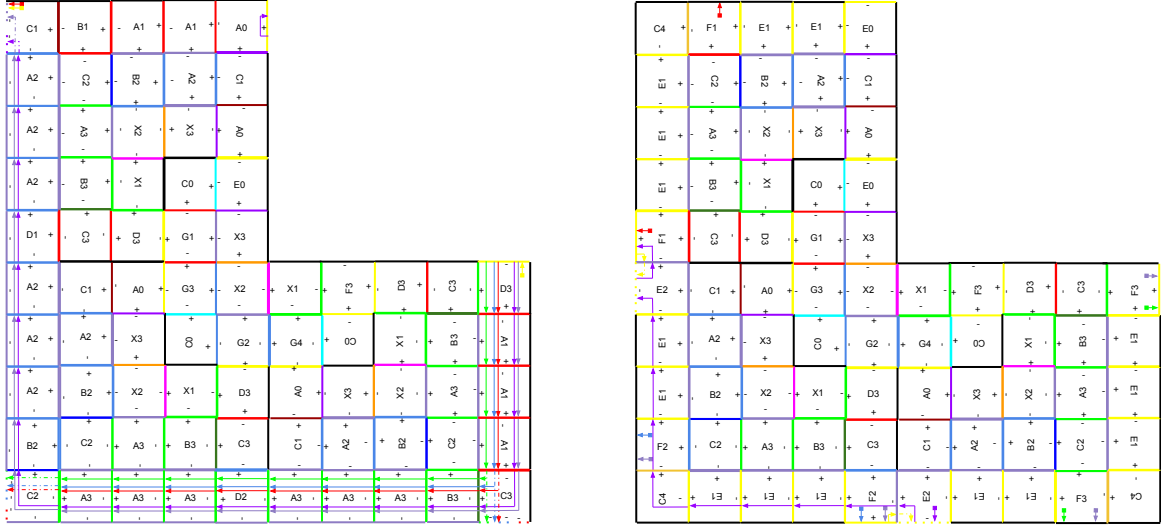 C1 B1 A1 A1 A0 C4 F1 E1 E1 E0
A2 C2 B2 A2 C1 E1 C2 B2 A2 C1
A2 A3 X2 X3 A0 E1 A3 X2 X3 A0
A2 B3 X1 C0 E0 E1 B3 X1 C0 E0
D1 C3 D3 G1 X3 F1 C3 D3 G1 X3
A2 C1 A0 G3 X2 X1 F3 D3 C3 D3 E2 C1 A0 G3 X2 X1 F3 D3 C3 F3
A2 A2 X3 C0 G2 G4 C0 X1 B3 A1 E1 A2 X3 C0 G2 G4 C0 X1 B3 E1
A2 B2 X2 X1 D3 A0 X3 X2 A3 A1 E1 B2 X2 X1 D3 A0 X3 X2 A3 E1
B2 C2 A3 B3 C3 C1 A2 B2 C2 A1 F2 C2 A3 B3 C3 C1 A2 B2 C2 E1
C2 A3 A3 A3 D2 A3 A3 A3 B3 C3 C4 E1 E1 E1 F2 E2 E1 E1 F3 C4